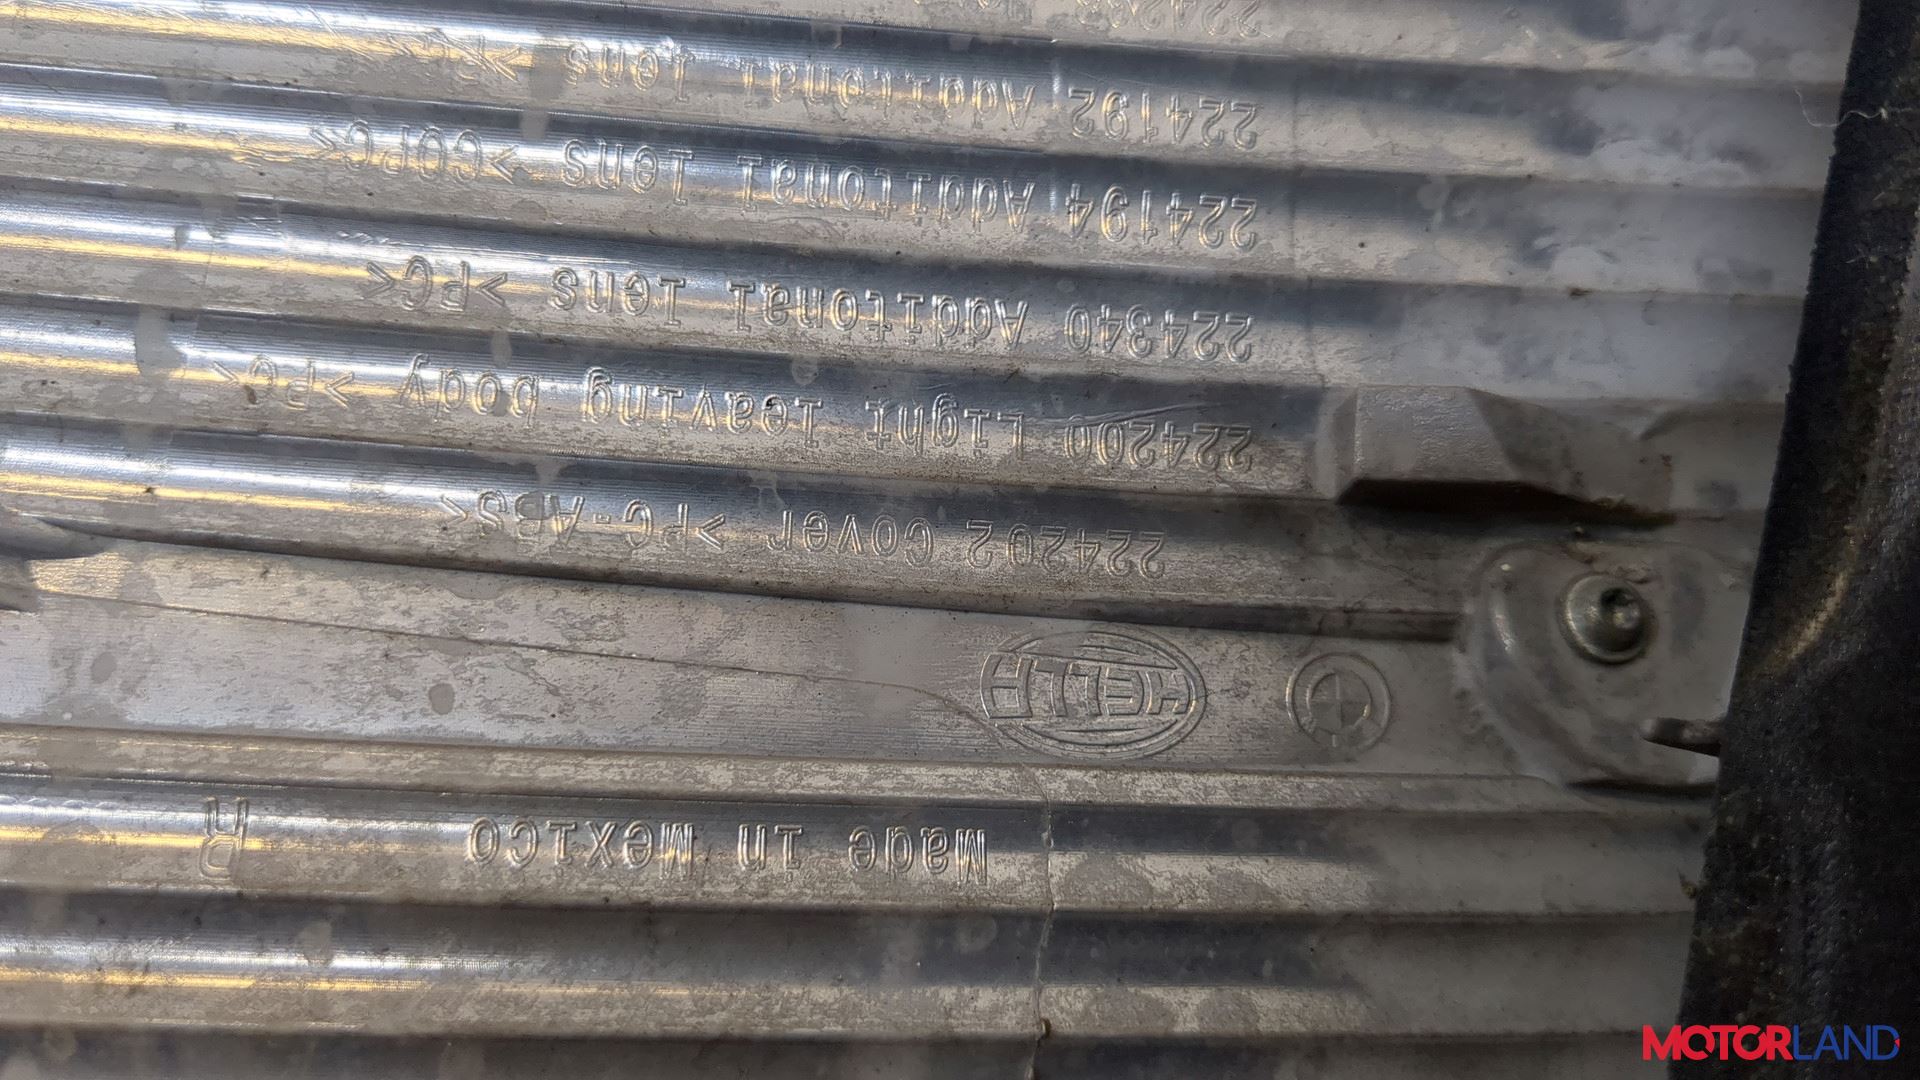 Made in Mexico R
HELLA
224202 Cover >PC-ABS<
224200 Light leaving body >PC<
224340 Additonal lens >PC<
224194 Additonal lens >COPC<
224192 Additonal lens >PC<
MOTORLAND